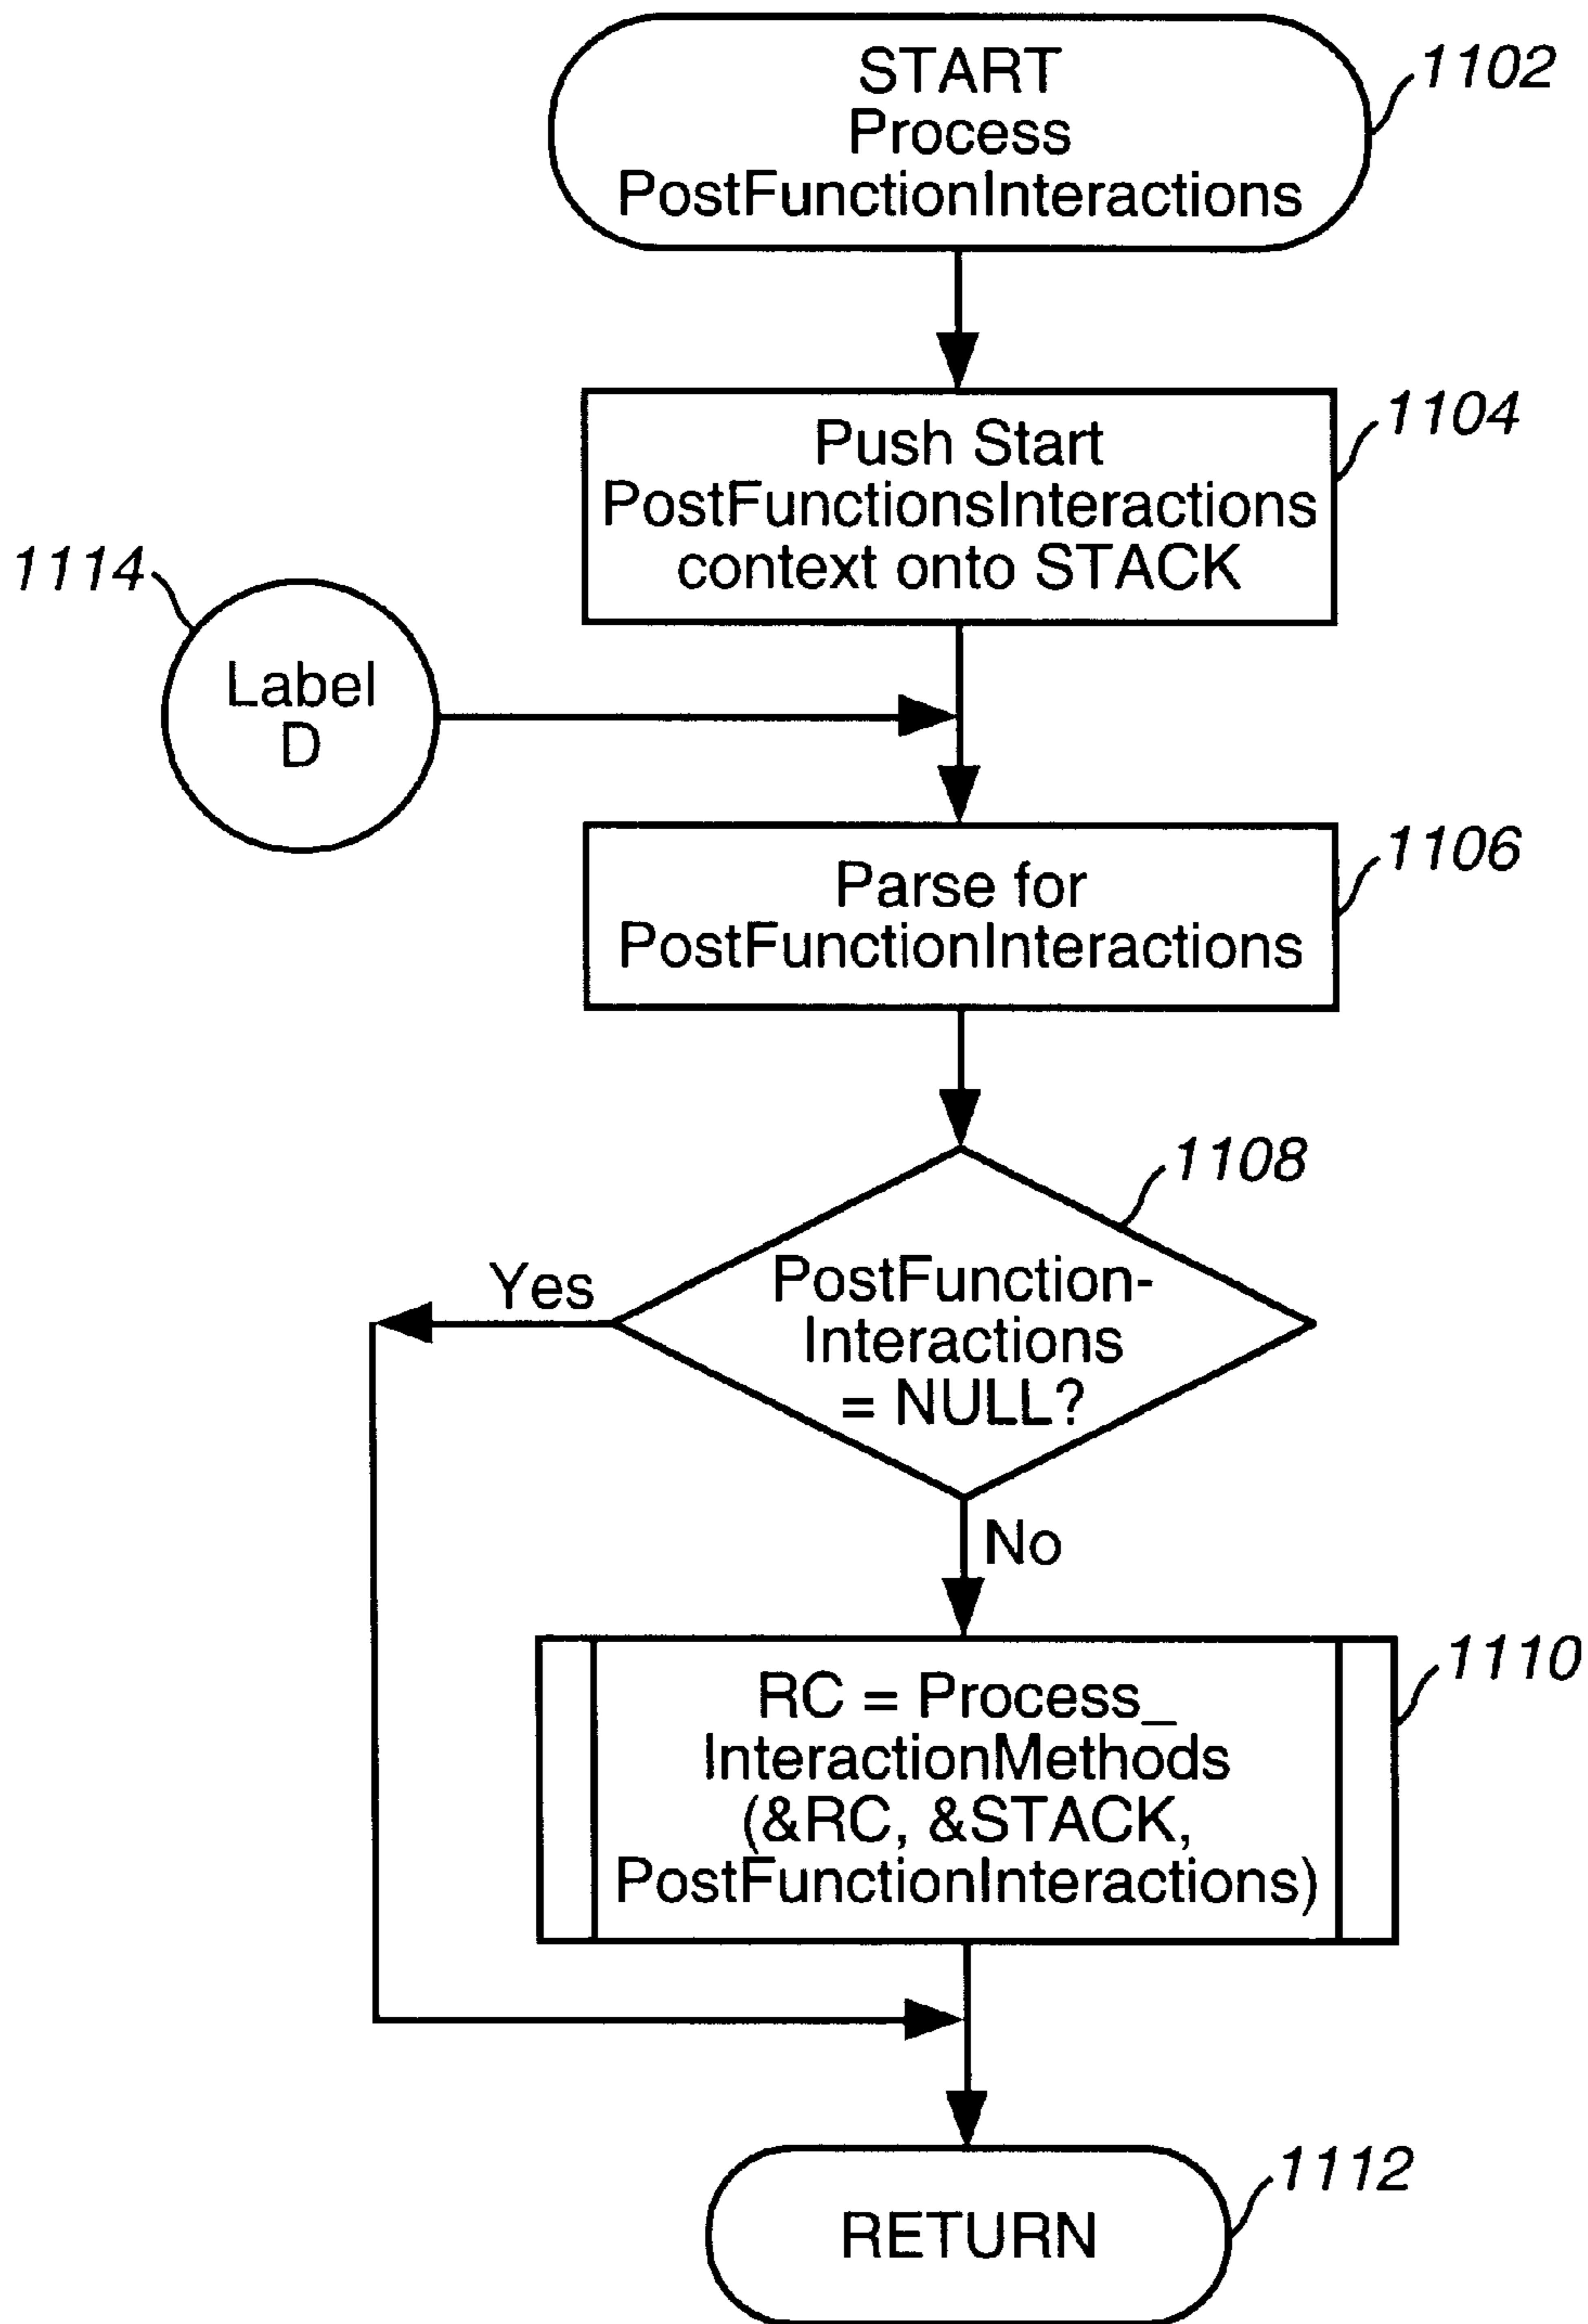 START
Process
PostFunctionInteractions
1102
Push Start
PostFunctionsInteractions
context onto STACK
1104
1114
Label
D
Parse for
PostFunctionInteractions
1106
1108
PostFunction-
Interactions
= NULL?
Yes
No
RC = Process_
InteractionMethods
(&RC, &STACK,
PostFunctionInteractions)
1110
RETURN
1112